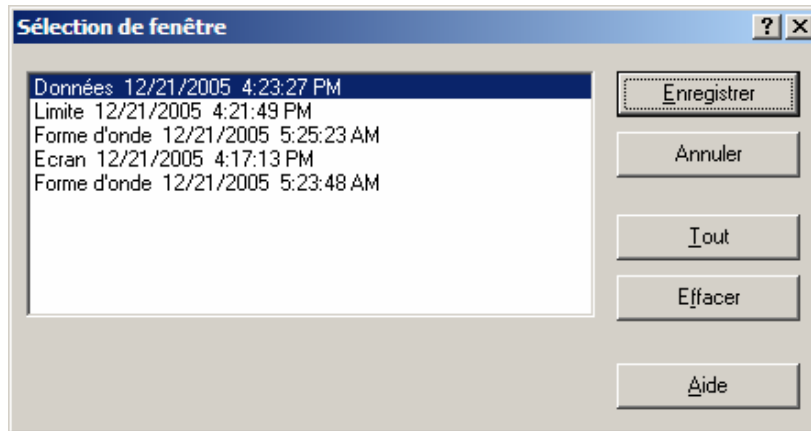 Sélection de fenêtre
Données 12/21/2005 4:23:27 PM
Limite 12/21/2005 4:21:49 PM
Forme d'onde 12/21/2005 5:25:23 AM
Ecran 12/21/2005 4:17:13 PM
Forme d'onde 12/21/2005 5:23:48 AM
Enregistrer
Annuler
Tout
Effacer
Aide